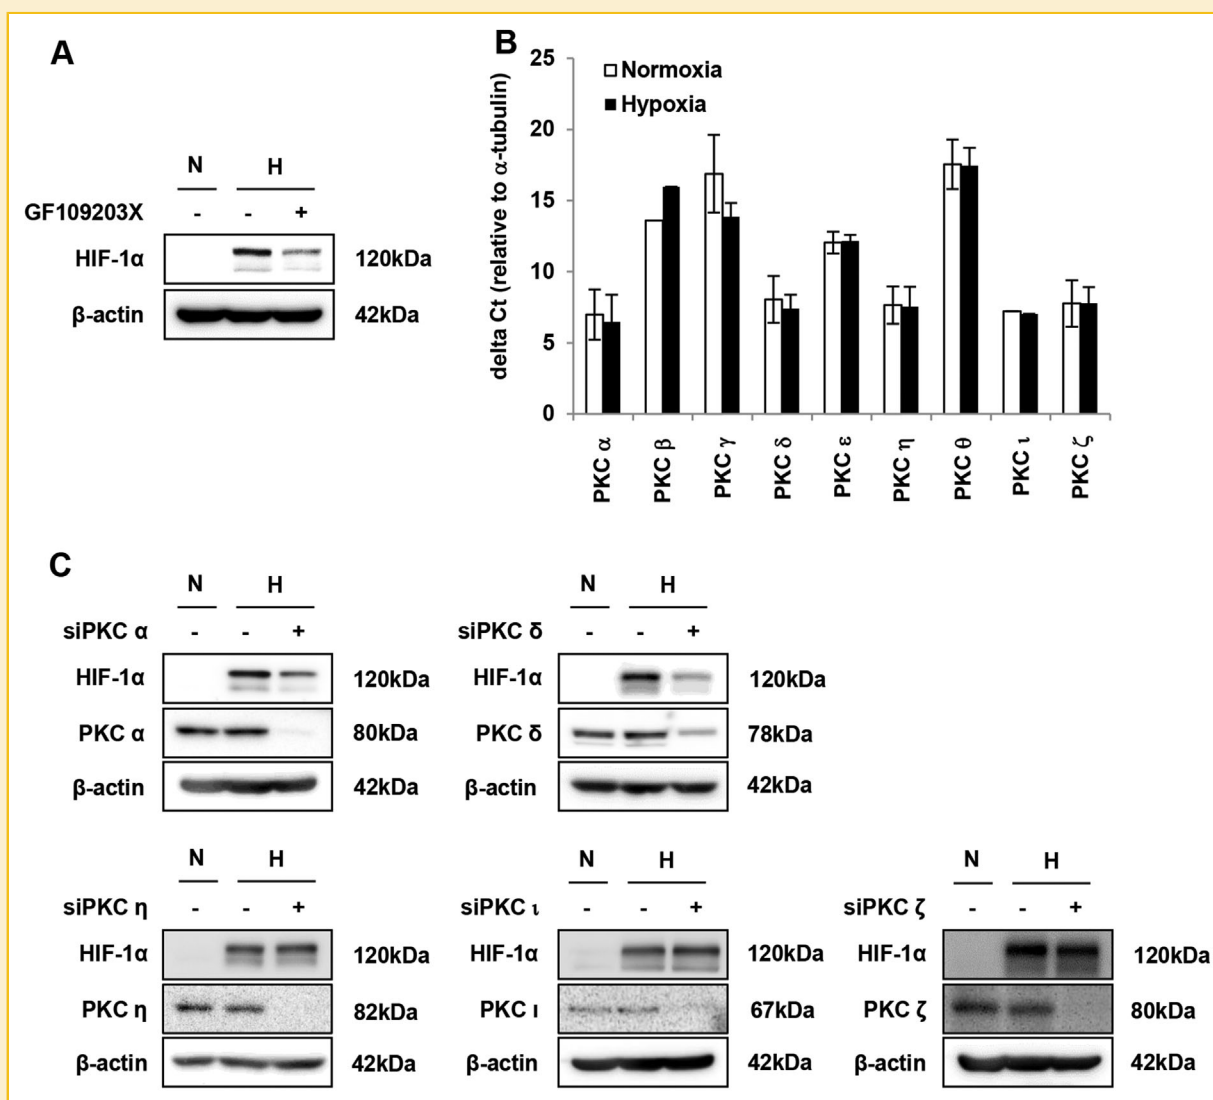 A
N H
GF109203X - - +
HIF-1α 120kDa
β-actin 42kDa
B
delta Ct (relative to α-tubulin)
25
20
15
10
5
0
Normoxia
Hypoxia
PKC α
PKC β
PKC γ
PKC δ
PKC ε
PKC η
PKC θ
PKC ι
PKC ζ
C
N H
siPKC α - - +
HIF-1α 120kDa
PKC α 80kDa
β-actin 42kDa
N H
siPKC δ - - +
HIF-1α 120kDa
PKC δ 78kDa
β-actin 42kDa
N H
siPKC η - - +
HIF-1α 120kDa
PKC η 82kDa
β-actin 42kDa
N H
siPKC ι - - +
HIF-1α 120kDa
PKC ı 67kDa
β-actin 42kDa
N H
siPKC ζ - - +
HIF-1α 120kDa
PKC ζ 80kDa
β-actin 42kDa